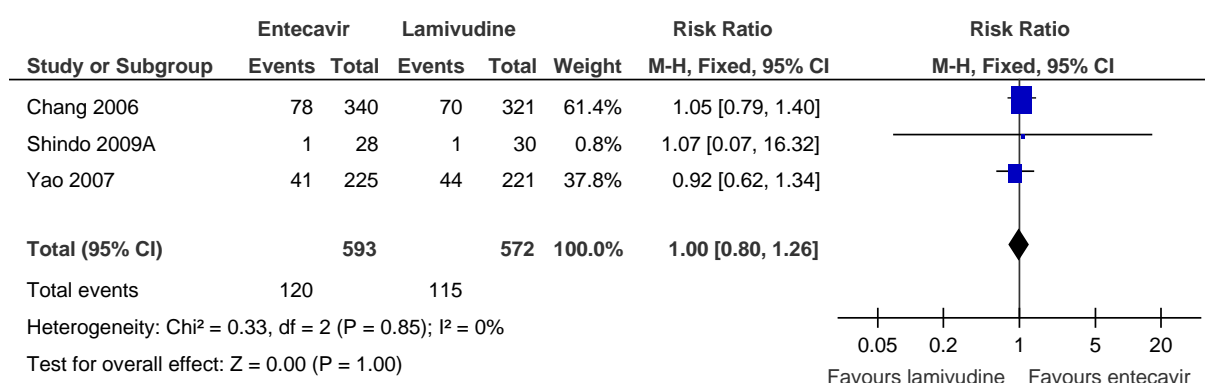 Entecavir Lamivudine Risk Ratio Risk Ratio
Study or Subgroup Events Total Events Total Weight M-H, Fixed, 95% CI M-H, Fixed, 95% CI
Chang 2006 78 340 70 321 61.4% 1.05 [0.79, 1.40]
Shindo 2009A 1 28 1 30 0.8% 1.07 [0.07, 16.32]
Yao 2007 41 225 44 221 37.8% 0.92 [0.62, 1.34]
Total (95% CI) 593 572 100.0% 1.00 [0.80, 1.26]
Total events 120 115
Heterogeneity: Chi² = 0.33, df = 2 (P = 0.85); I² = 0%
Test for overall effect: Z = 0.00 (P = 1.00)
0.05 0.2 1 5 20
Favours lamivudine Favours entecavir